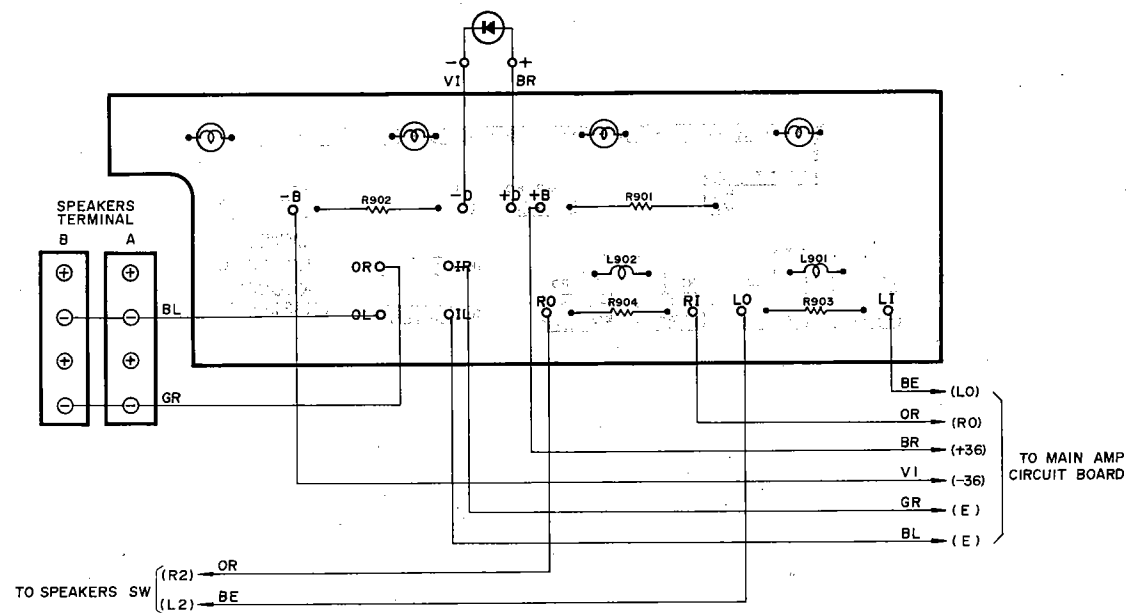 - +
VI BR
-B R902 -D +D +B R901
SPEAKERS
TERMINAL
B A
OR IR L902 L901
BL OL IL RO R904 RI LO R903 LI
GR
BE (LO)
OR (RO)
BR (+36)
TO MAIN AMP
CIRCUIT BOARD
VI (-36)
GR (E)
BL (E)
TO SPEAKERS SW
(R2) OR
(L2) BE